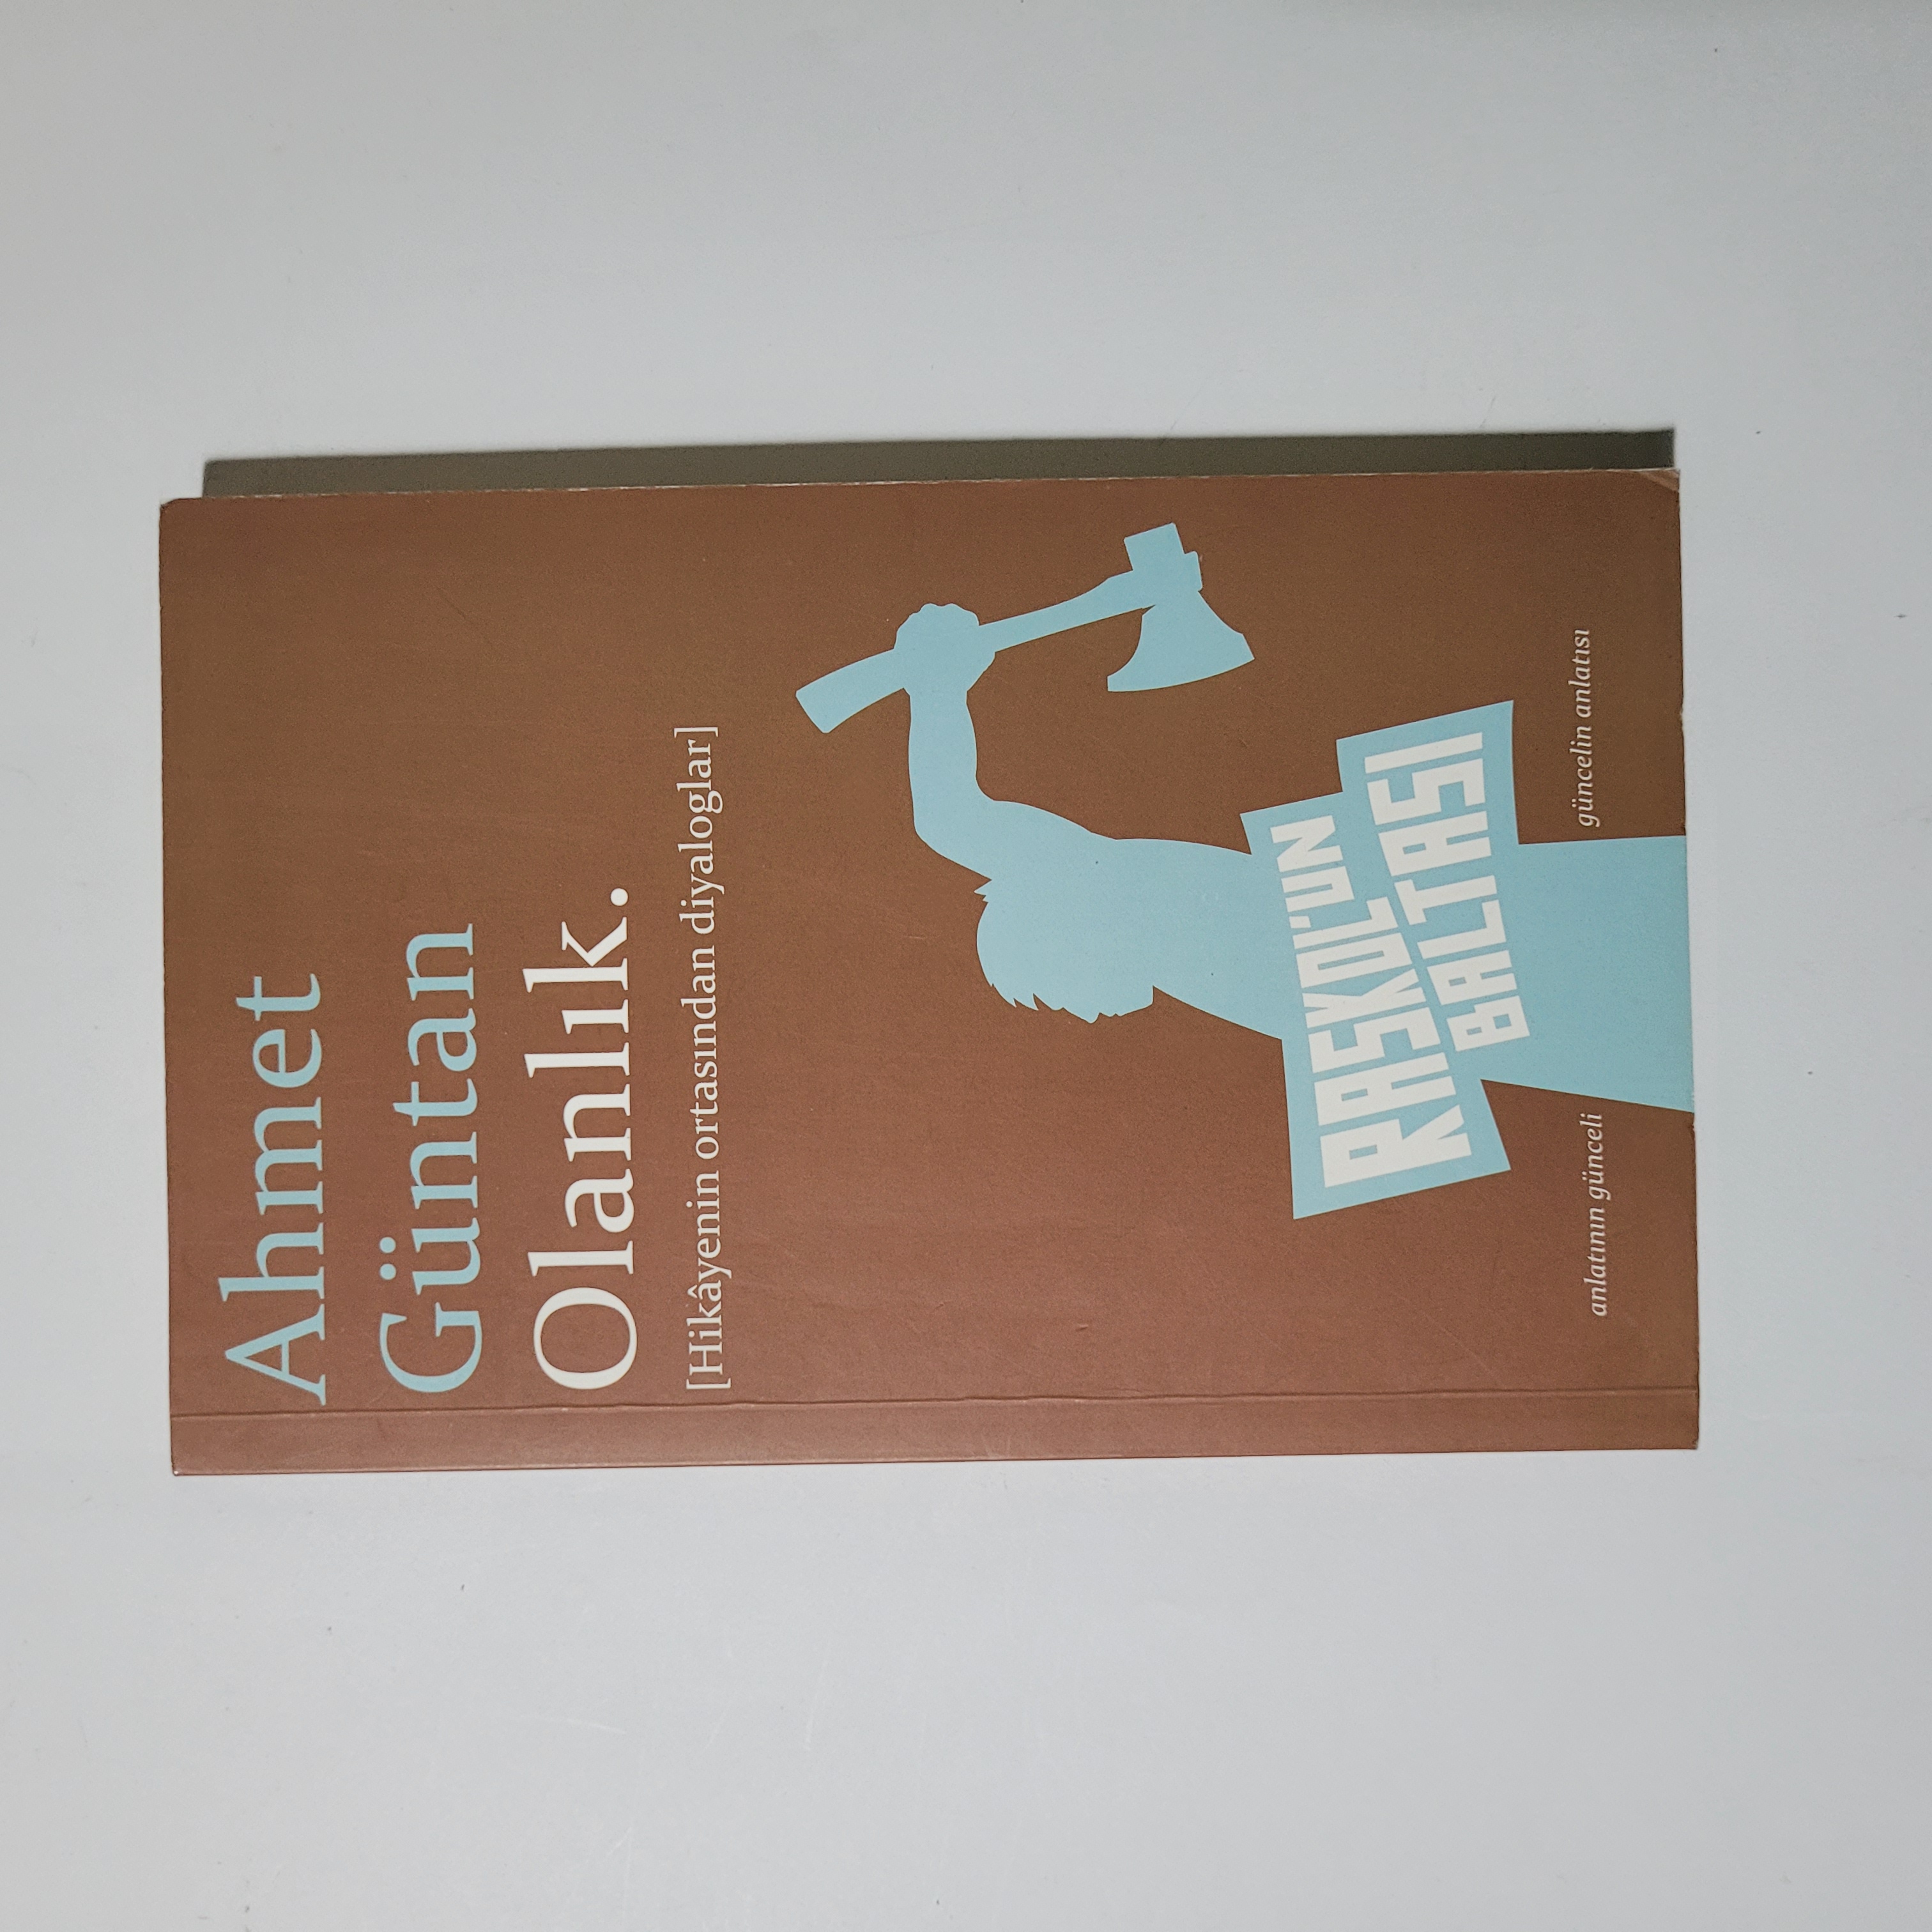 Ahmet
Güntan
Olanlık.
[Hikâyenin ortasından diyaloglar]
RASKOL'UN
BALTASI
anlatının günceli
güncelin anlatısı